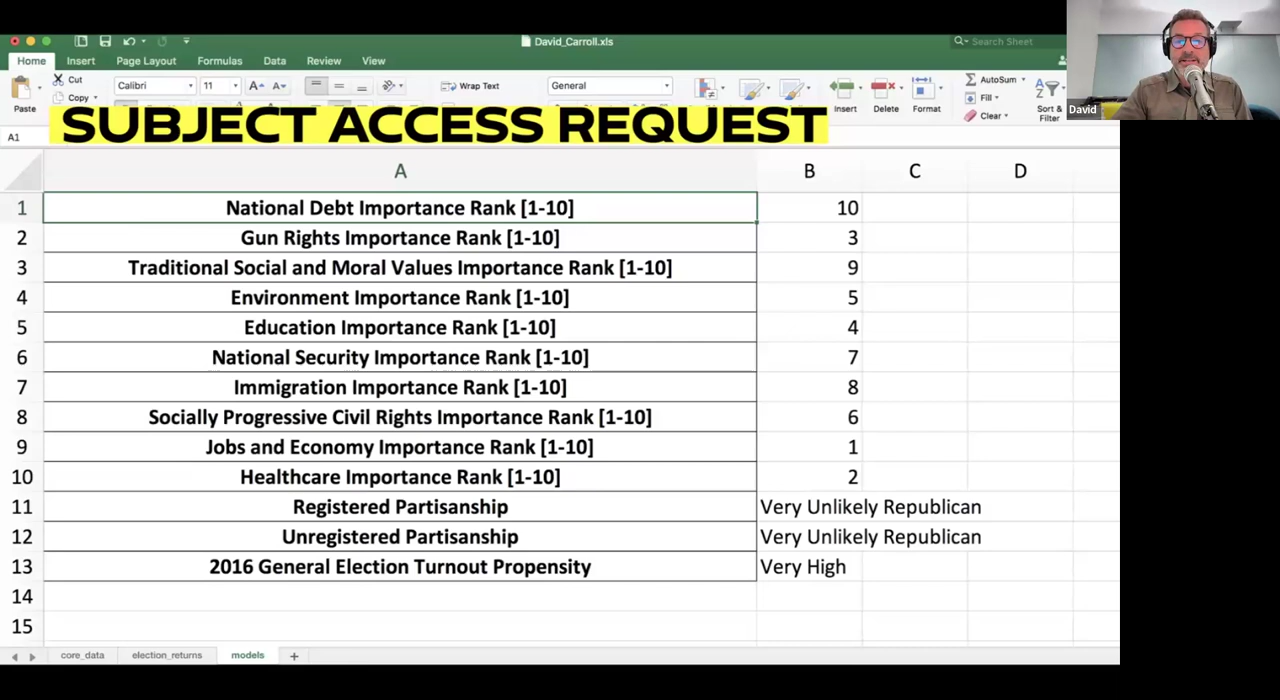 David_Carroll.xls
Search Sheet
Home Insert Page Layout Formulas Data Review View
Paste
Cut
Copy
Calibri
11
A
A
Wrap Text
General
Insert
Delete
Format
AutoSum
Fill
Clear
Sort &
Filter
David
A1
SUBJECT ACCESS REQUEST
A B C D
1 National Debt Importance Rank [1-10] 10
2 Gun Rights Importance Rank [1-10] 3
3 Traditional Social and Moral Values Importance Rank [1-10] 9
4 Environment Importance Rank [1-10] 5
5 Education Importance Rank [1-10] 4
6 National Security Importance Rank [1-10] 7
7 Immigration Importance Rank [1-10] 8
8 Socially Progressive Civil Rights Importance Rank [1-10] 6
9 Jobs and Economy Importance Rank [1-10] 1
10 Healthcare Importance Rank [1-10] 2
11 Registered Partisanship Very Unlikely Republican
12 Unregistered Partisanship Very Unlikely Republican
13 2016 General Election Turnout Propensity Very High
14
15
core_data election_returns models +